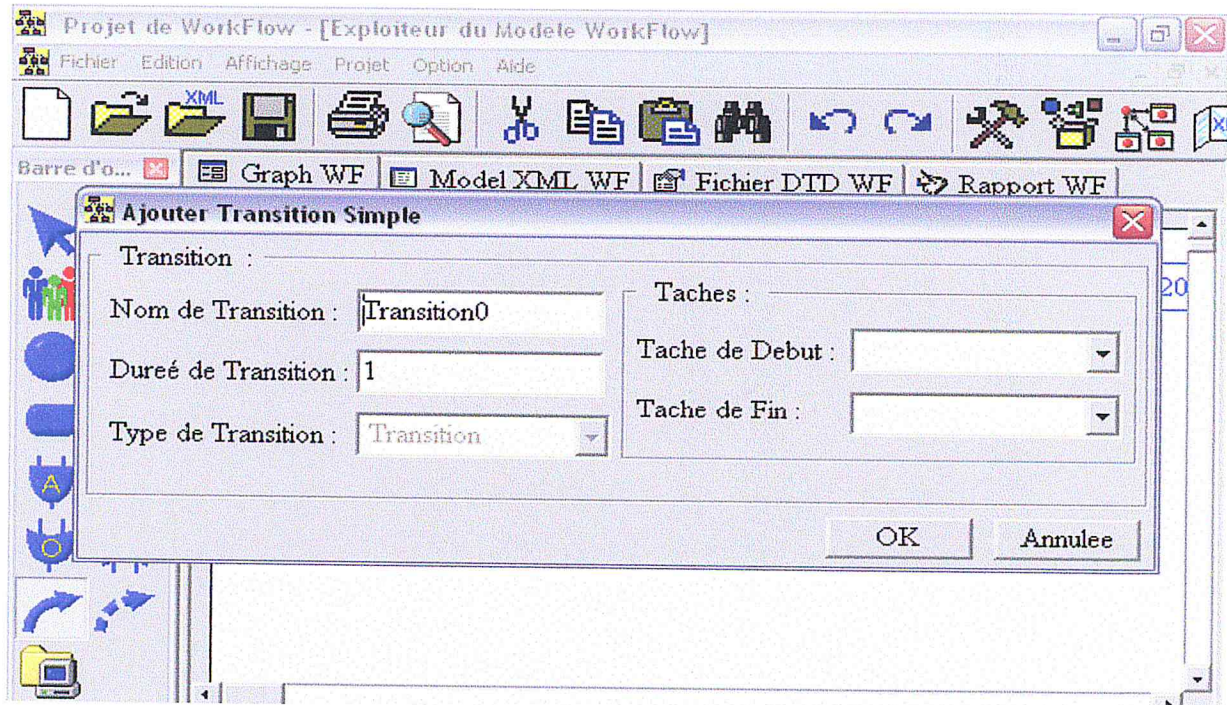 Projet de WorkFlow - [Exploiteur du Modele WorkFlow]
Fichier Edition Affichage Projet Option Aide
XML
Barre d'o...
Graph WF Model XML WF Fichier DTD WF Rapport WF
Ajouter Transition Simple
Transition :
Nom de Transition : Transition0
Dureé de Transition : 1
Type de Transition : Transition
Taches :
Tache de Debut :
Tache de Fin :
20
A
O
OK Annulee